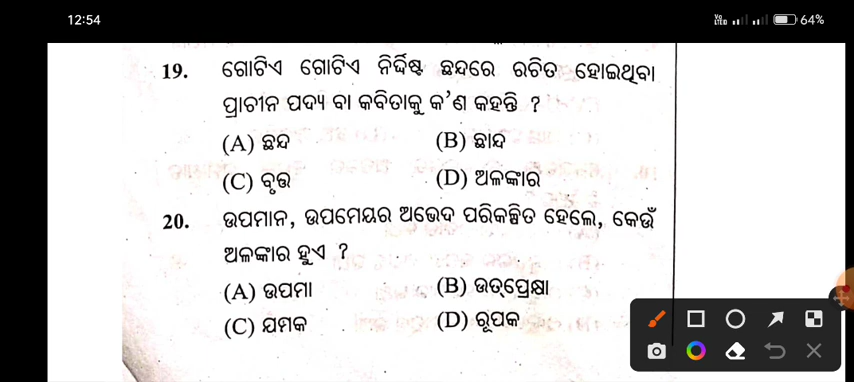 12:54
64%
19. ଗୋଟିଏ ଗୋଟିଏ ନିର୍ଦ୍ଦିଷ୍ଟ ଛନ୍ଦରେ ରଚିତ ହୋଇଥିବା
ପ୍ରାଚୀନ ପଦ୍ୟ ବା କବିତାକୁ କ'ଣ କହନ୍ତି ?
(A) ଛନ୍ଦ (B) ଛାନ୍ଦ
(C) ବୃତ୍ତ (D) ଅଳଙ୍କାର
20. ଉପମାନ, ଉପମେୟର ଅଭେଦ ପରିକଳ୍ପିତ ହେଲେ, କେଉଁ
ଅଳଙ୍କାର ହୁଏ ?
(A) ଉପମା (B) ଉତ୍‌ପ୍ରେକ୍ଷା
(C) ଯମକ (D) ରୂପକ